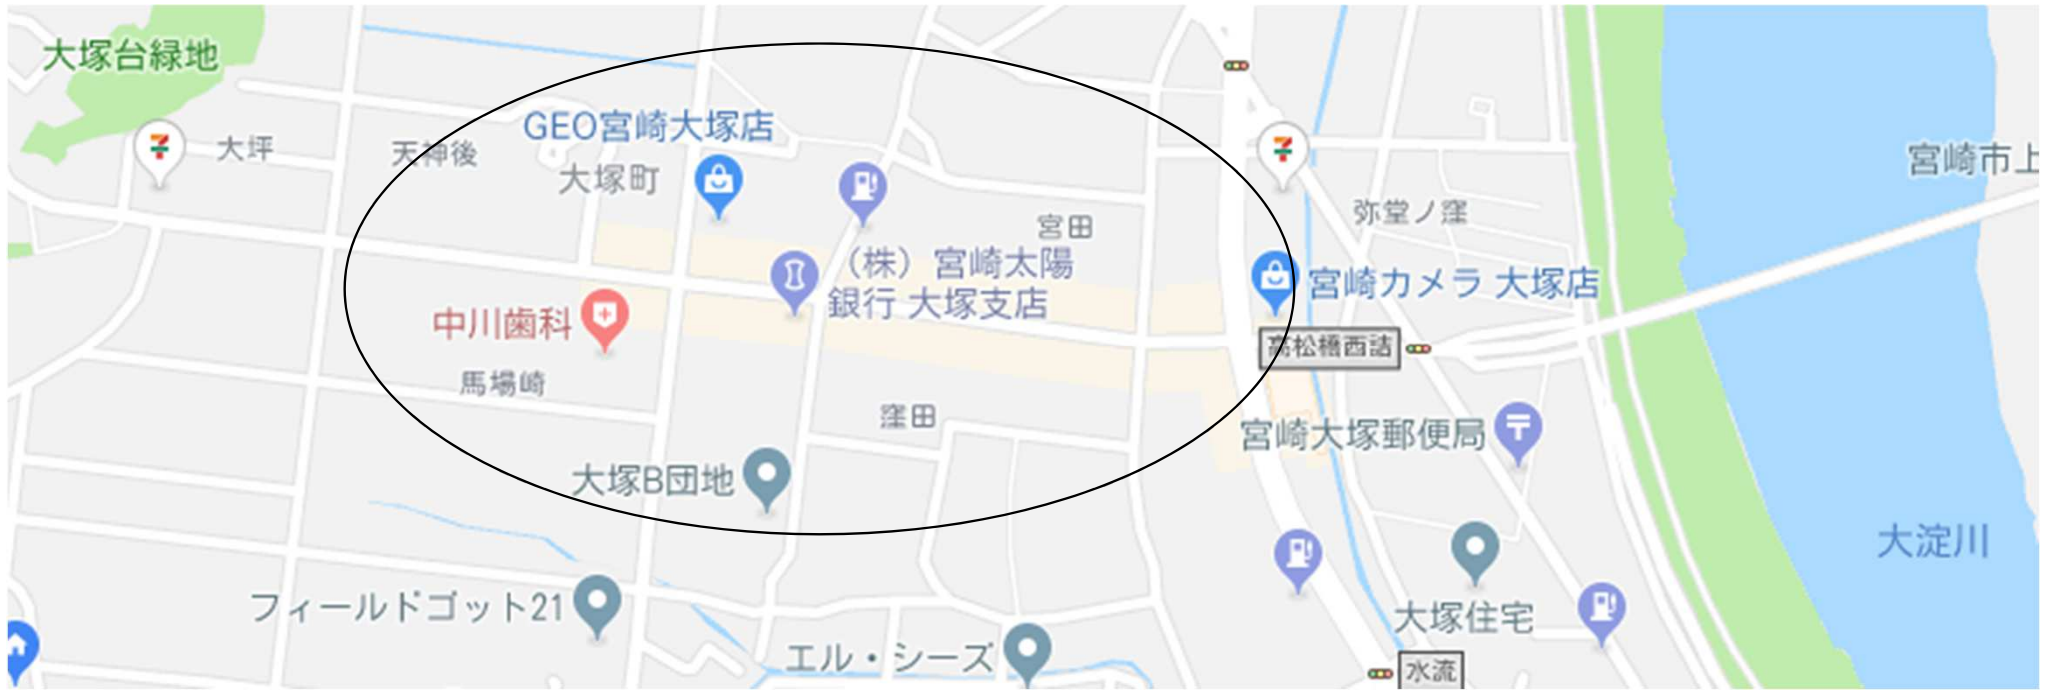 大塚台緑地
大坪
天神後
GEO宮崎大塚店
大塚町
宮田
弥堂ノ窪
宮崎市上
(株)宮崎太陽
銀行 大塚支店
宮崎カメラ 大塚店
中川歯科
高松橋西詰
馬場崎
窪田
宮崎大塚郵便局
大塚B団地
大淀川
フィールドゴット21
大塚住宅
エル・シーズ
水流